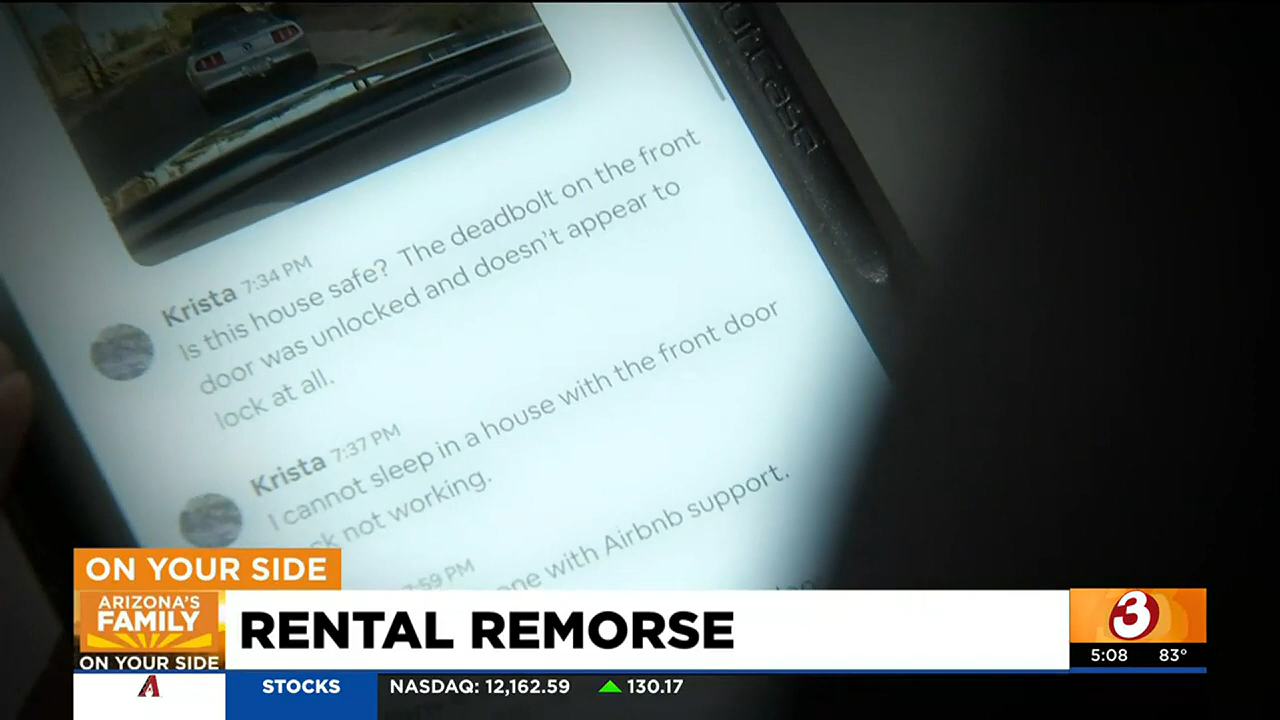 Krista 7:34 PM
Is this house safe? The deadbolt on the front
door was unlocked and doesn't appear to
lock at all.
Krista 7:37 PM
I cannot sleep in a house with the front door
not working.
7:59 PM
with Airbnb support.
ON YOUR SIDE
ARIZONA'S
FAMILY
ON YOUR SIDE
RENTAL REMORSE
3
5:08 83°
A
STOCKS
NASDAQ: 12,162.59 130.17